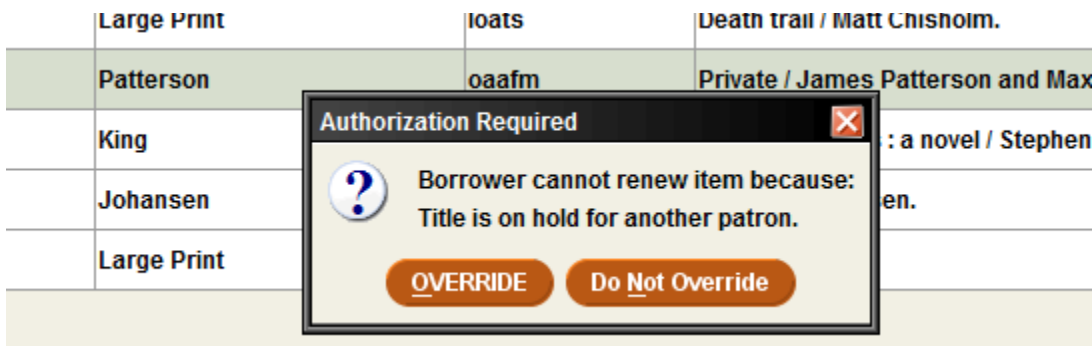 Large Print loats Death trail / Matt Chisholm.
Patterson oaafm Private / James Patterson and Max
Authorization Required
King : a novel / Stephen
Borrower cannot renew item because:
Johansen en.
Title is on hold for another patron.
Large Print
OVERRIDE Do Not Override